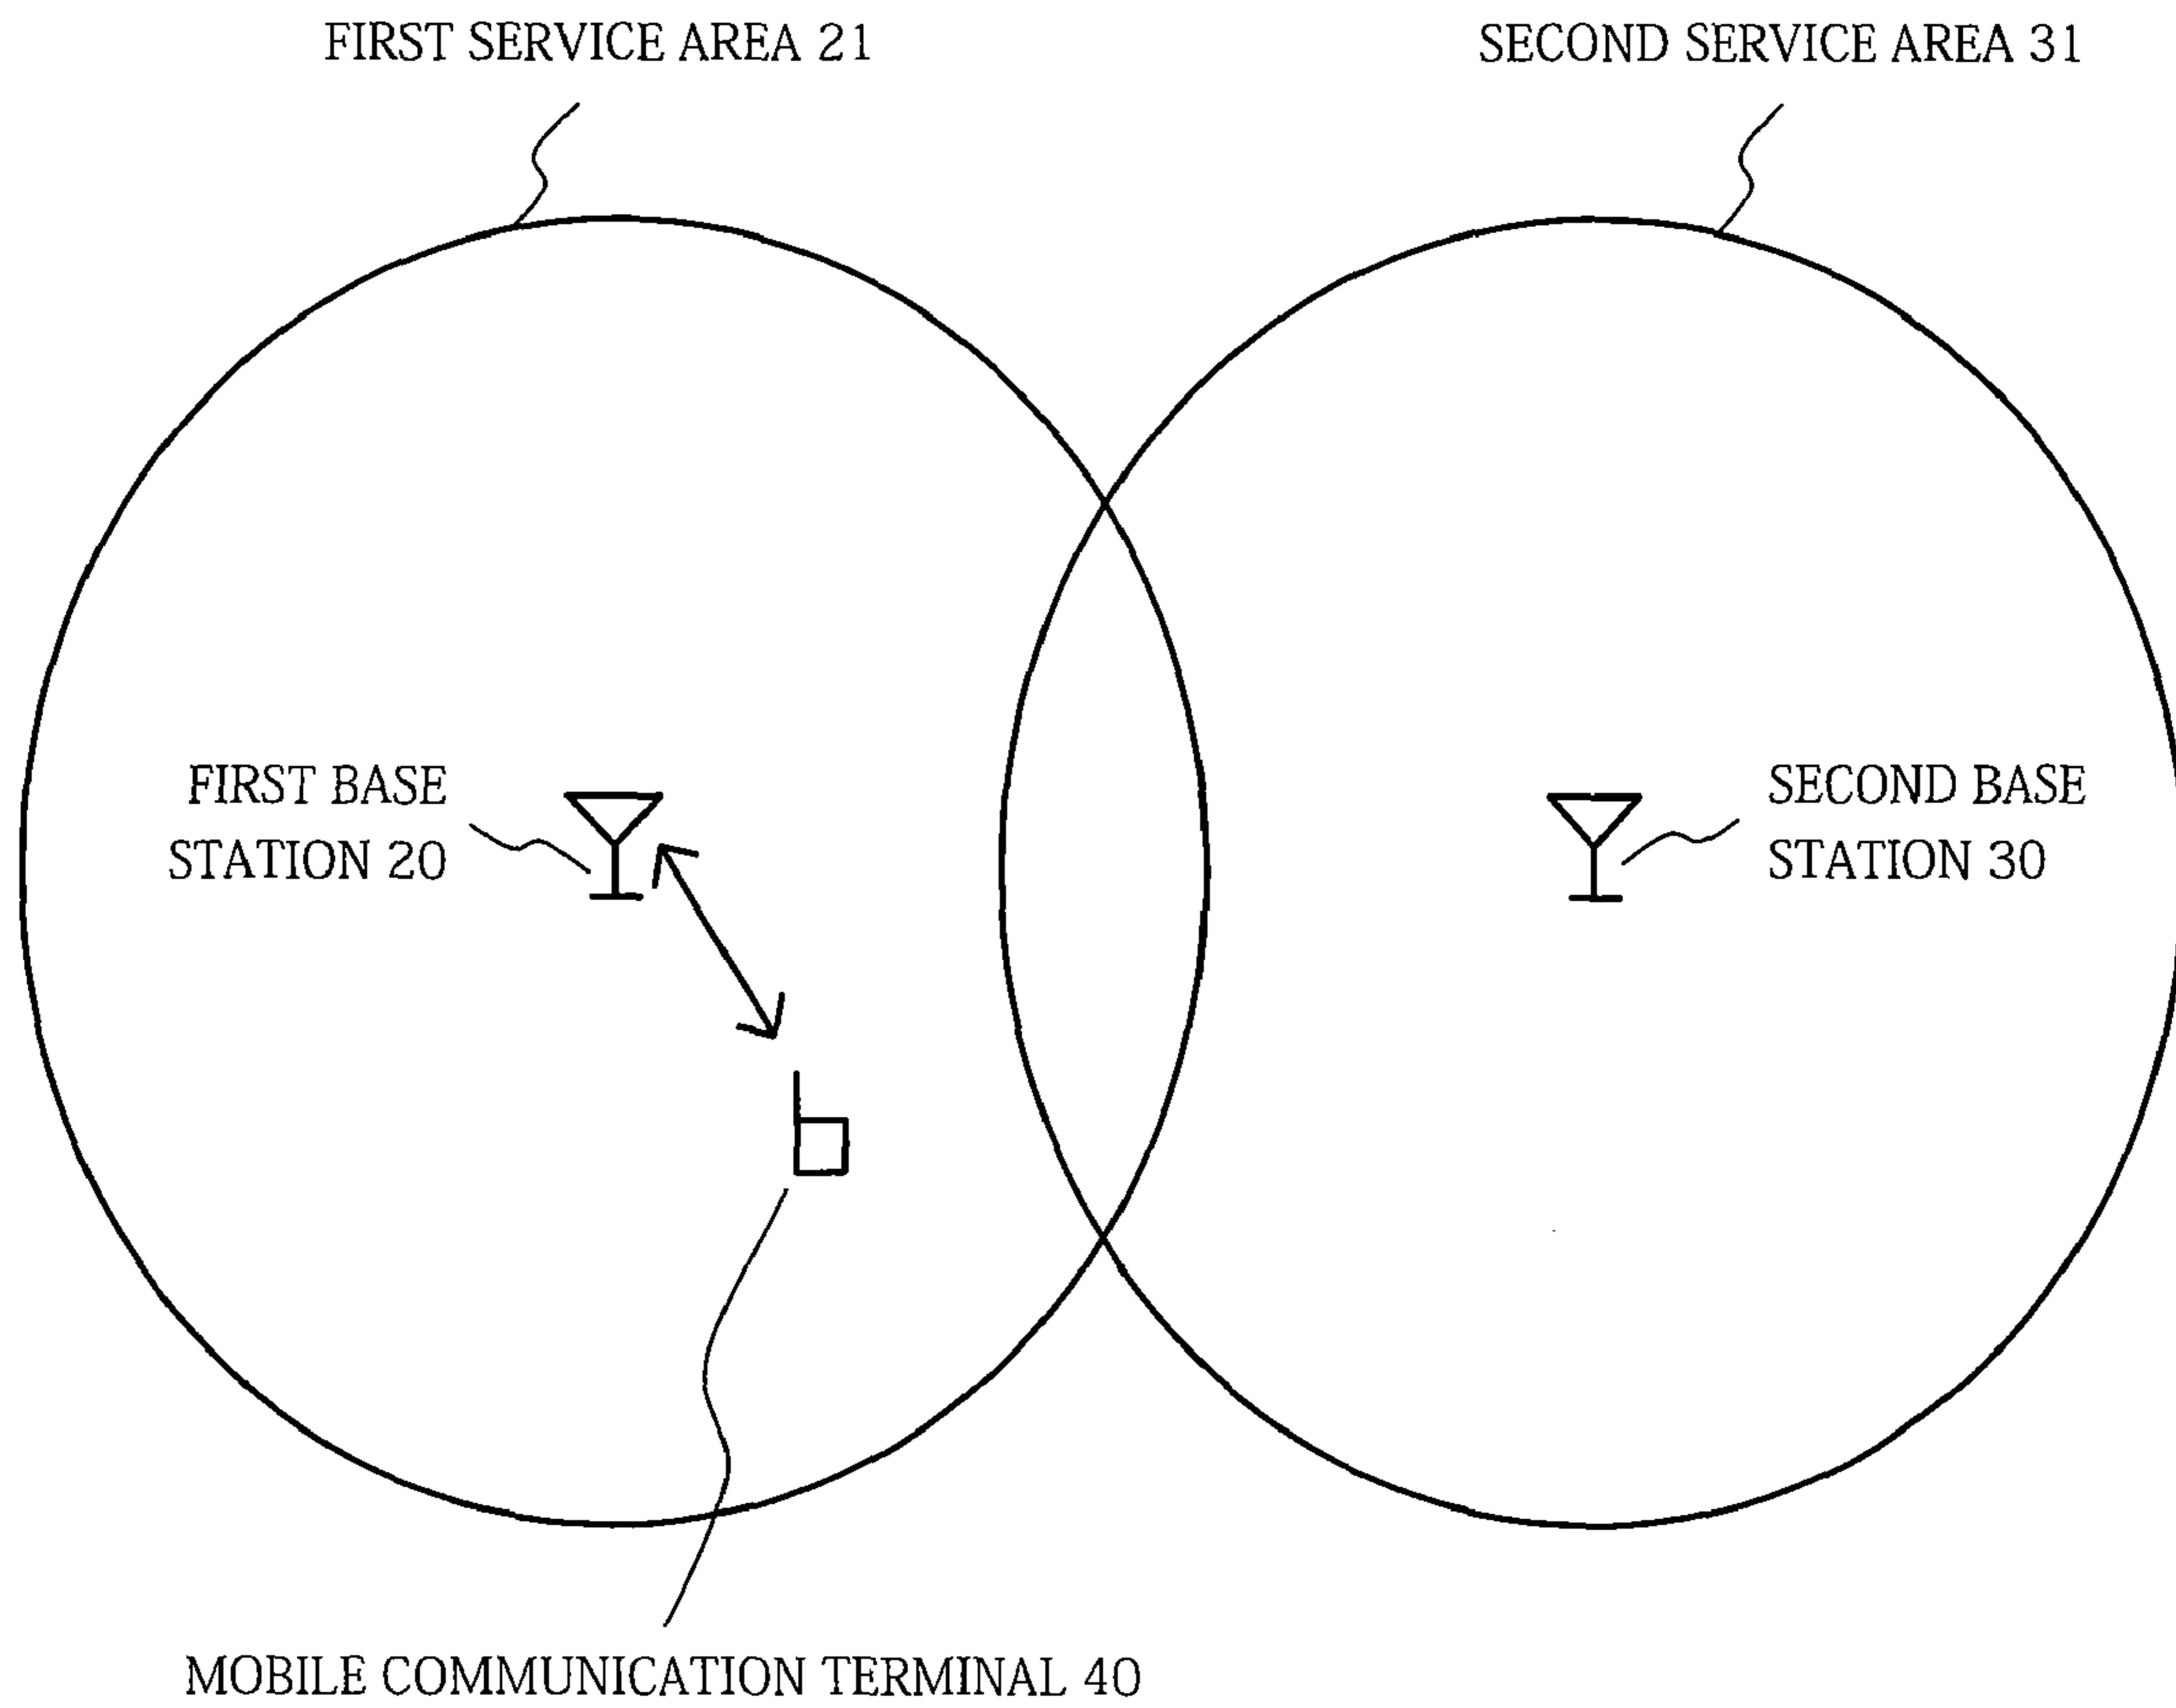 FIRST SERVICE AREA 21
SECOND SERVICE AREA 31
FIRST BASE
STATION 20
SECOND BASE
STATION 30
MOBILE COMMUNICATION TERMINAL 40